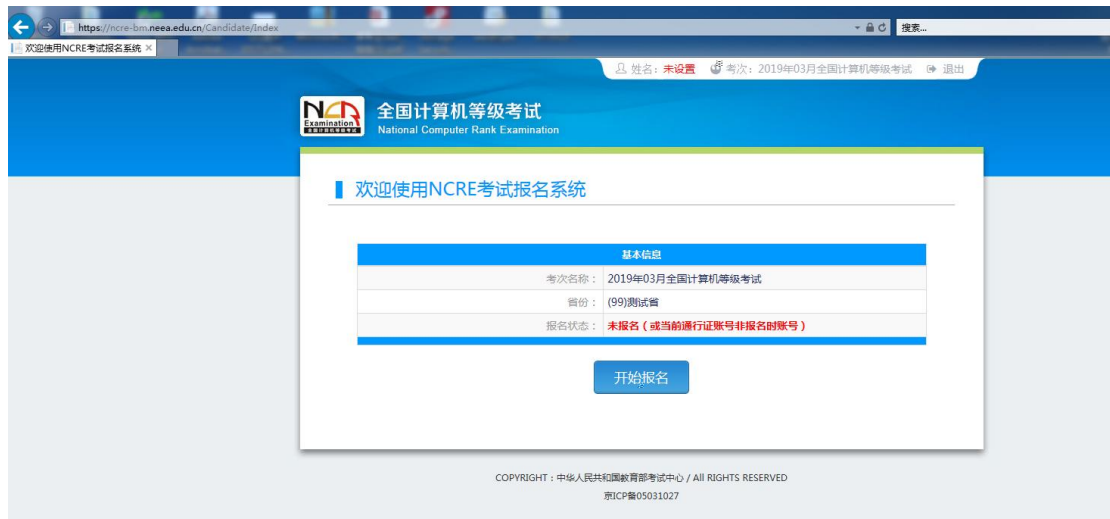 https://ncre-bm.neea.edu.cn/Candidate/Index
搜索...
欢迎使用NCRE考试报名系统 ×
姓名：未设置 考次：2019年03月全国计算机等级考试 退出
NCR
Examination
全国计算机等级考试
National Computer Rank Examination
欢迎使用NCRE考试报名系统
基本信息
考次名称： 2019年03月全国计算机等级考试
省份： (99)测试省
报名状态： 未报名（或当前通行证账号非报名时账号）
开始报名
COPYRIGHT：中华人民共和国教育部考试中心 / All RIGHTS RESERVED
京ICP备05031027